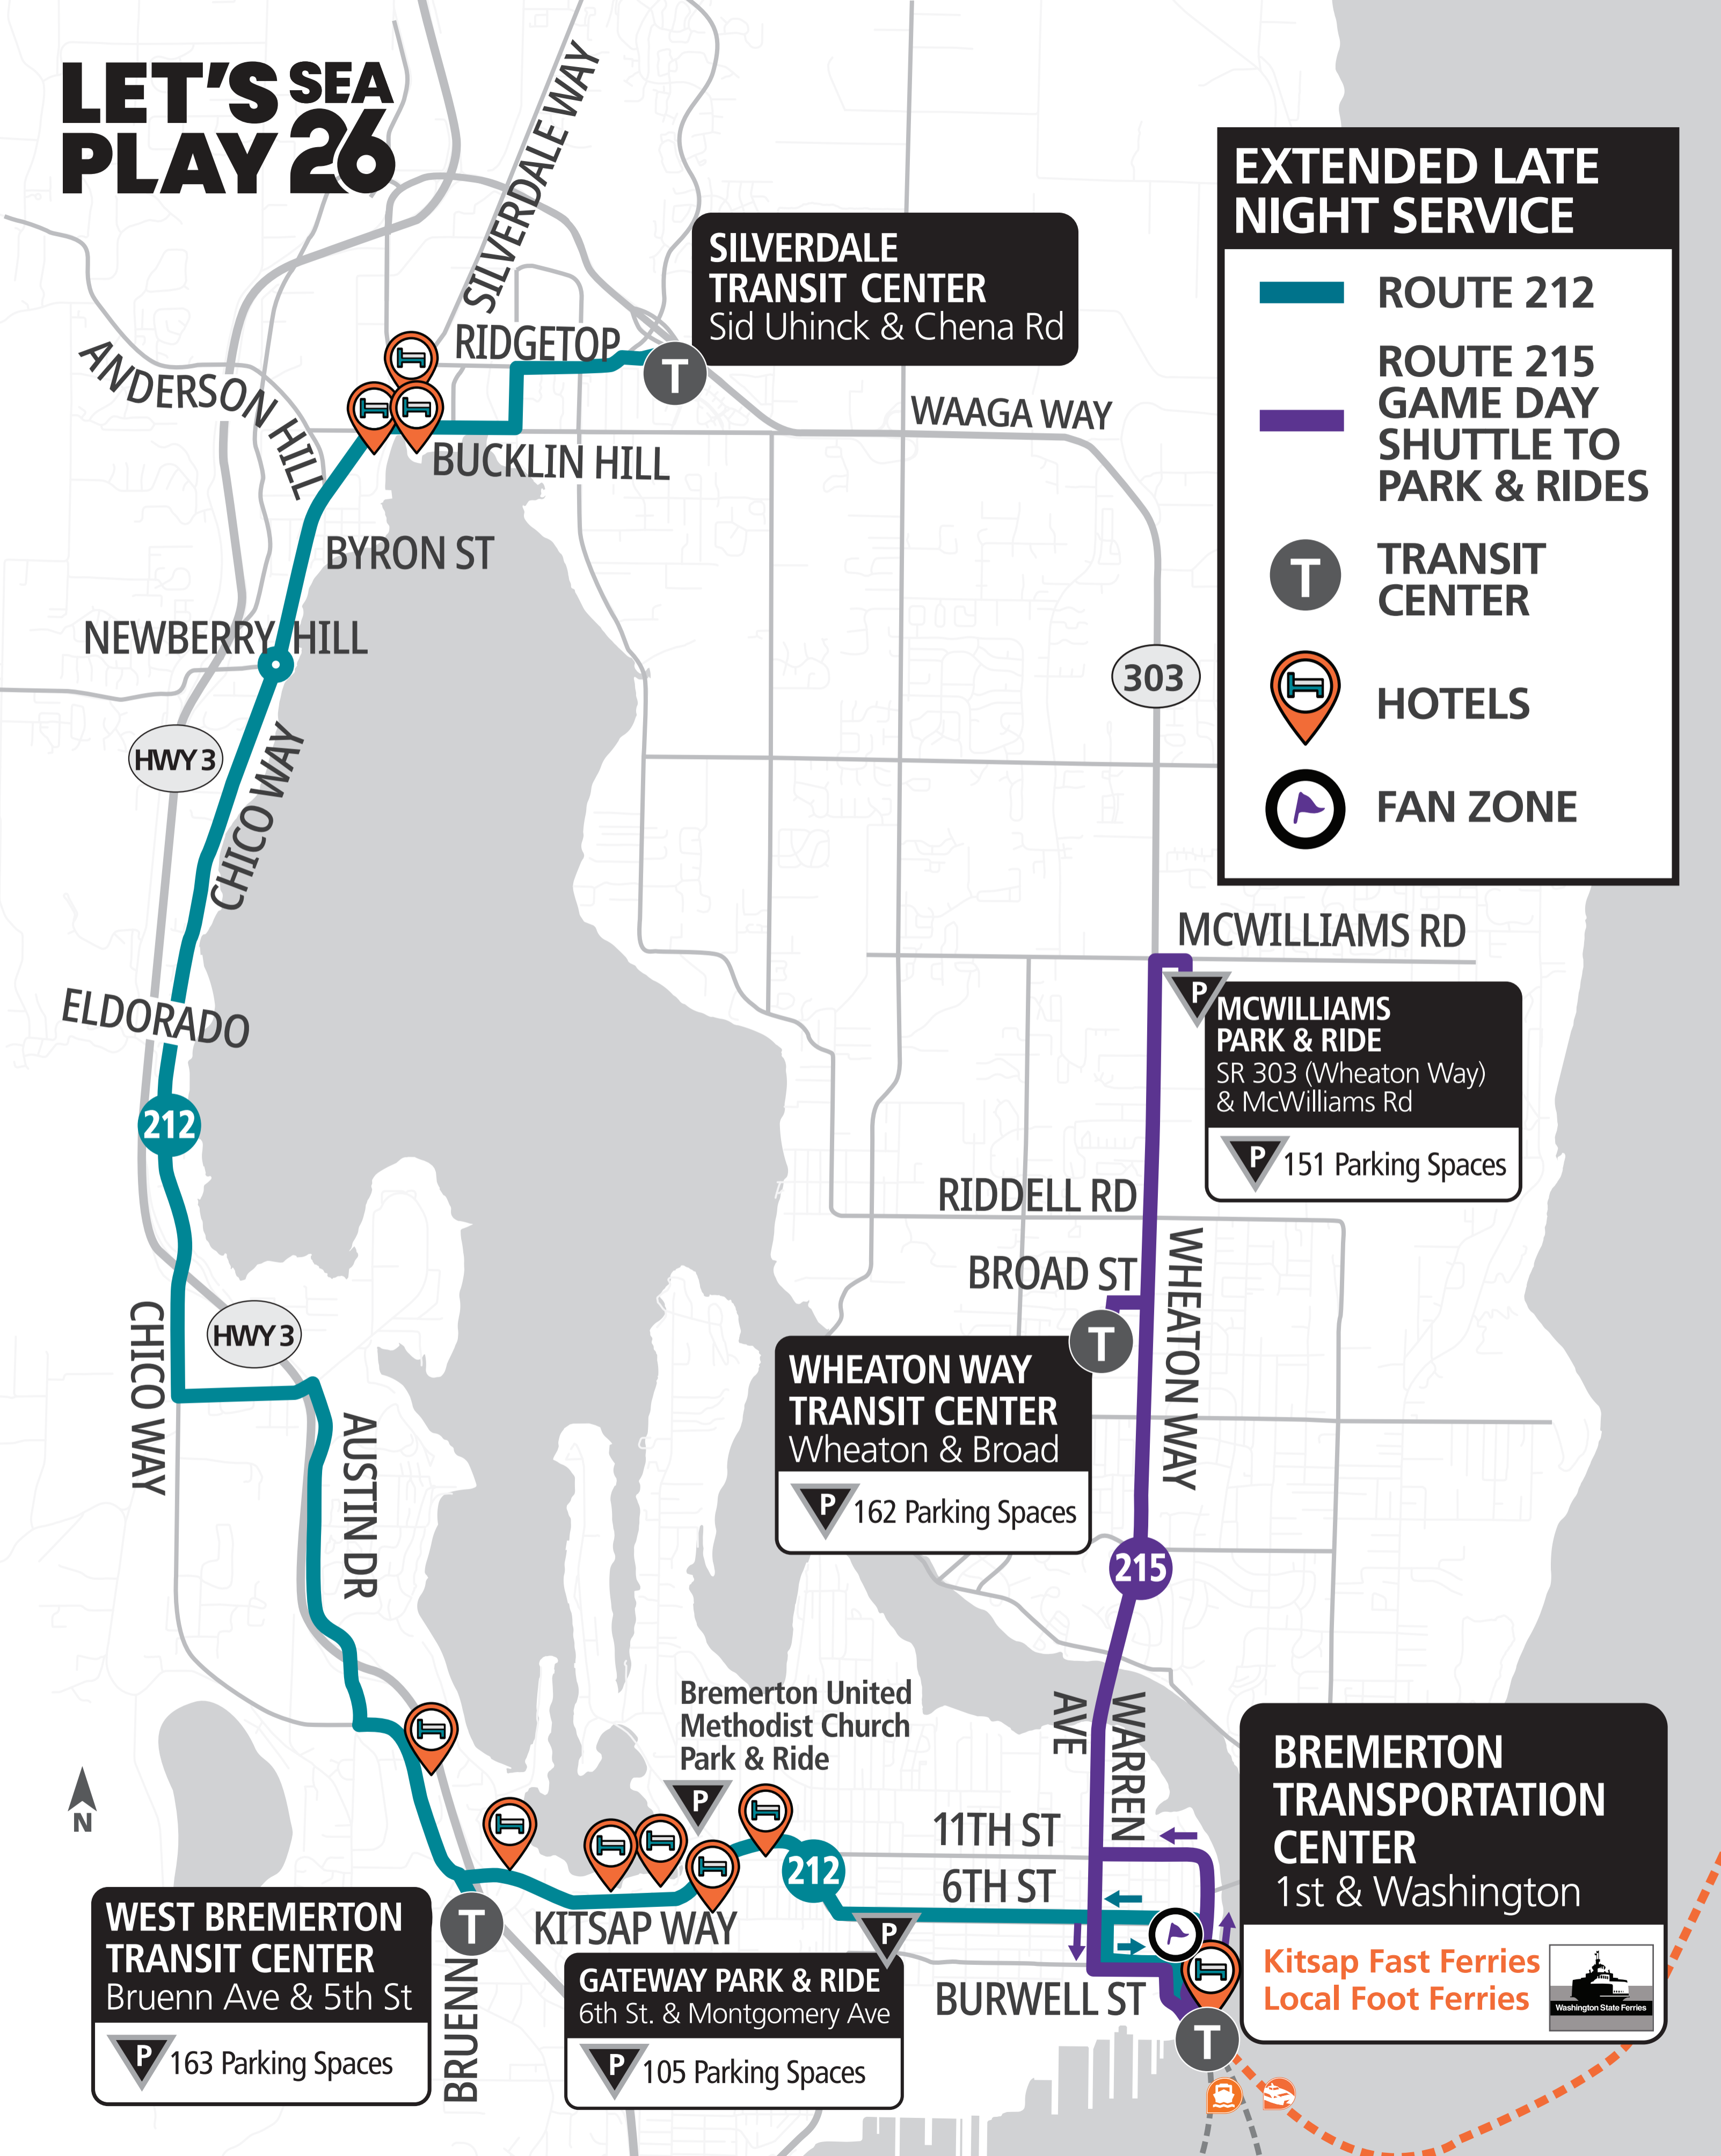 LET'S SEA
PLAY 26
EXTENDED LATE
NIGHT SERVICE
ROUTE 212
ROUTE 215
GAME DAY
SHUTTLE TO
PARK & RIDES
T
TRANSIT
CENTER
HOTELS
FAN ZONE
SILVERDALE WAY
SILVERDALE
TRANSIT CENTER
Sid Uhinck & Chena Rd
RIDGETOP
T
ANDERSON HILL
WAAGA WAY
BUCKLIN HILL
BYRON ST
NEWBERRY HILL
303
HWY 3
CHICO WAY
MCWILLIAMS RD
P
MCWILLIAMS
PARK & RIDE
SR 303 (Wheaton Way)
& McWilliams Rd
P 151 Parking Spaces
ELDORADO
212
RIDDELL RD
BROAD ST
WHEATON WAY
HWY 3
CHICO WAY
T
WHEATON WAY
TRANSIT CENTER
Wheaton & Broad
P 162 Parking Spaces
AUSTIN DR
215
Bremerton United
Methodist Church
Park & Ride
P
WARREN
AVE
N
11TH ST
212
6TH ST
BREMERTON
TRANSPORTATION
CENTER
1st & Washington
Kitsap Fast Ferries
Local Foot Ferries
Washington State Ferries
WEST BREMERTON
TRANSIT CENTER
Bruenn Ave & 5th St
P 163 Parking Spaces
T
KITSAP WAY
P
GATEWAY PARK & RIDE
6th St. & Montgomery Ave
P 105 Parking Spaces
BRUENN
BURWELL ST
T